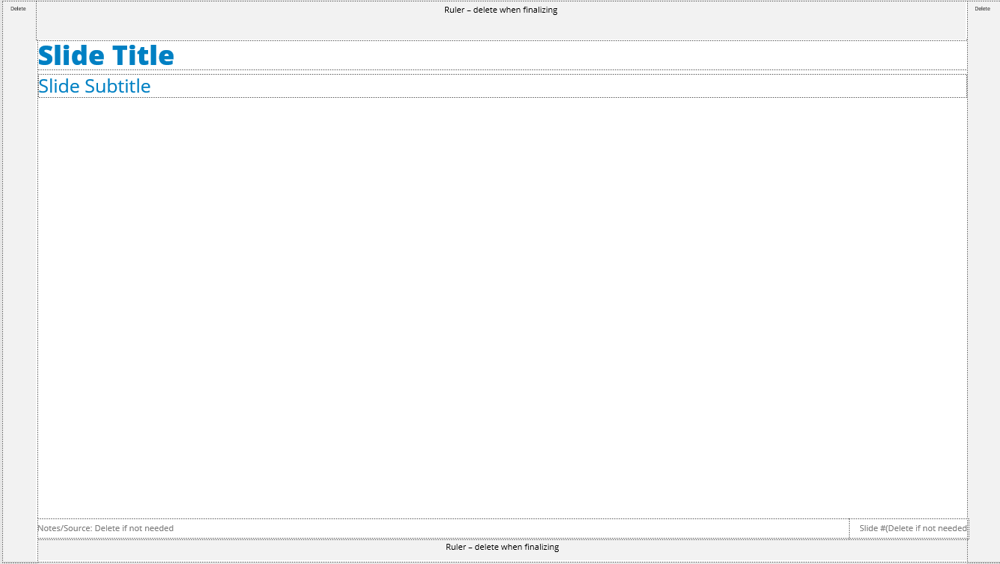 Delete
Ruler – delete when finalizing
Delete
Slide Title
Slide Subtitle
Notes/Source: Delete if not needed
Slide #(Delete if not needed
Ruler – delete when finalizing